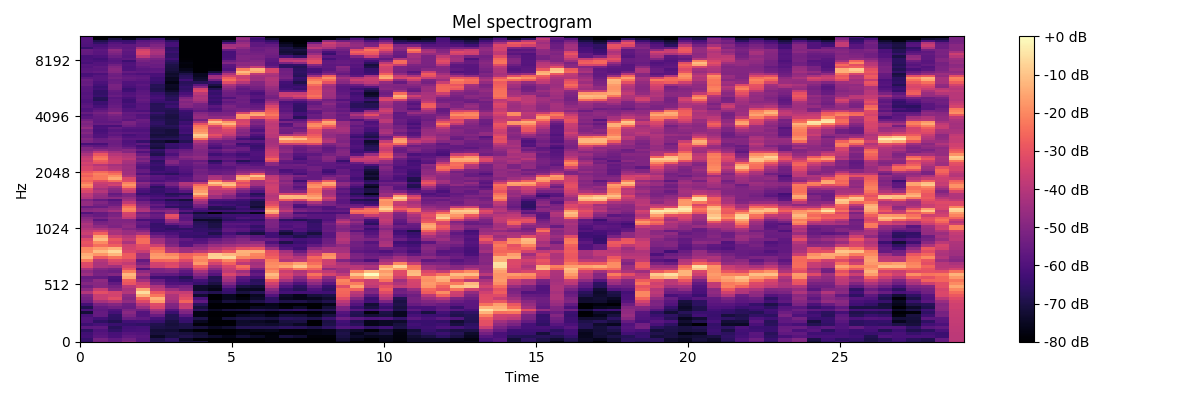 Mel spectrogram
Hz
8192
4096
2048
1024
512
0
0 5 10 15 20 25
Time
+0 dB
-10 dB
-20 dB
-30 dB
-40 dB
-50 dB
-60 dB
-70 dB
-80 dB